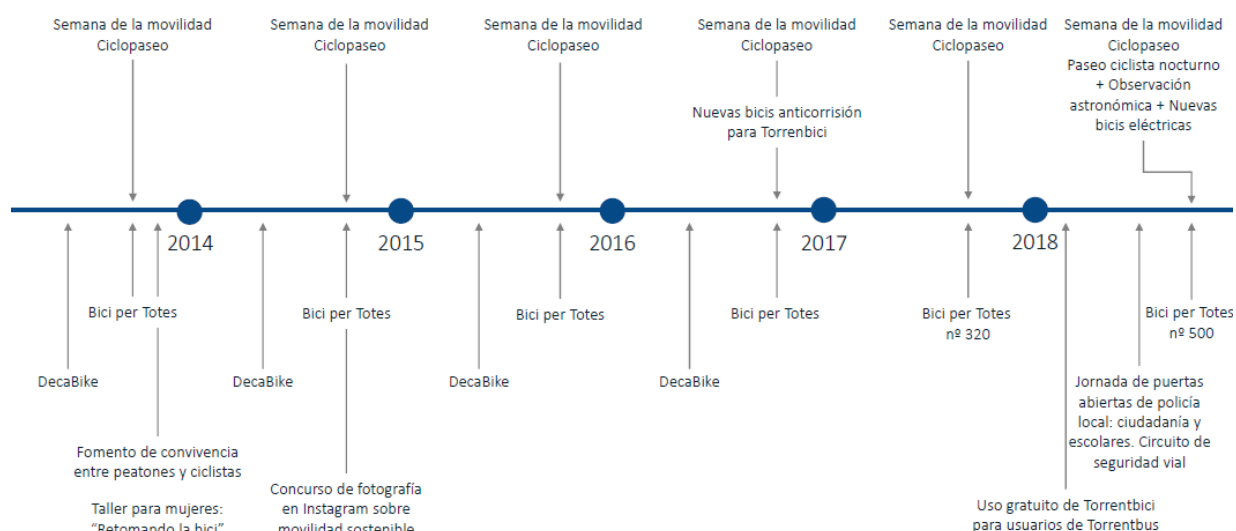 Semana de la movilidad
Ciclopaseo
Semana de la movilidad
Ciclopaseo
Semana de la movilidad
Ciclopaseo
Semana de la movilidad
Ciclopaseo
Nuevas bicis anticorrisión
para Torrenbici
Semana de la movilidad
Ciclopaseo
Semana de la movilidad
Ciclopaseo
Paseo ciclista nocturno
+ Observación
astronómica + Nuevas
bicis eléctricas
2014
2015
2016
2017
2018
Bici per Totes
Bici per Totes
Bici per Totes
Bici per Totes
Bici per Totes
nº 320
Bici per Totes
nº 500
DecaBike
DecaBike
DecaBike
DecaBike
Jornada de puertas
abiertas de policía
local: ciudadanía y
escolares. Circuito de
seguridad vial
Fomento de convivencia
entre peatones y ciclistas
Taller para mujeres:
"Retomando la bici"
Concurso de fotografía
en Instagram sobre
movilidad sostenible
Uso gratuito de Torrentbici
para usuarios de Torrentbus